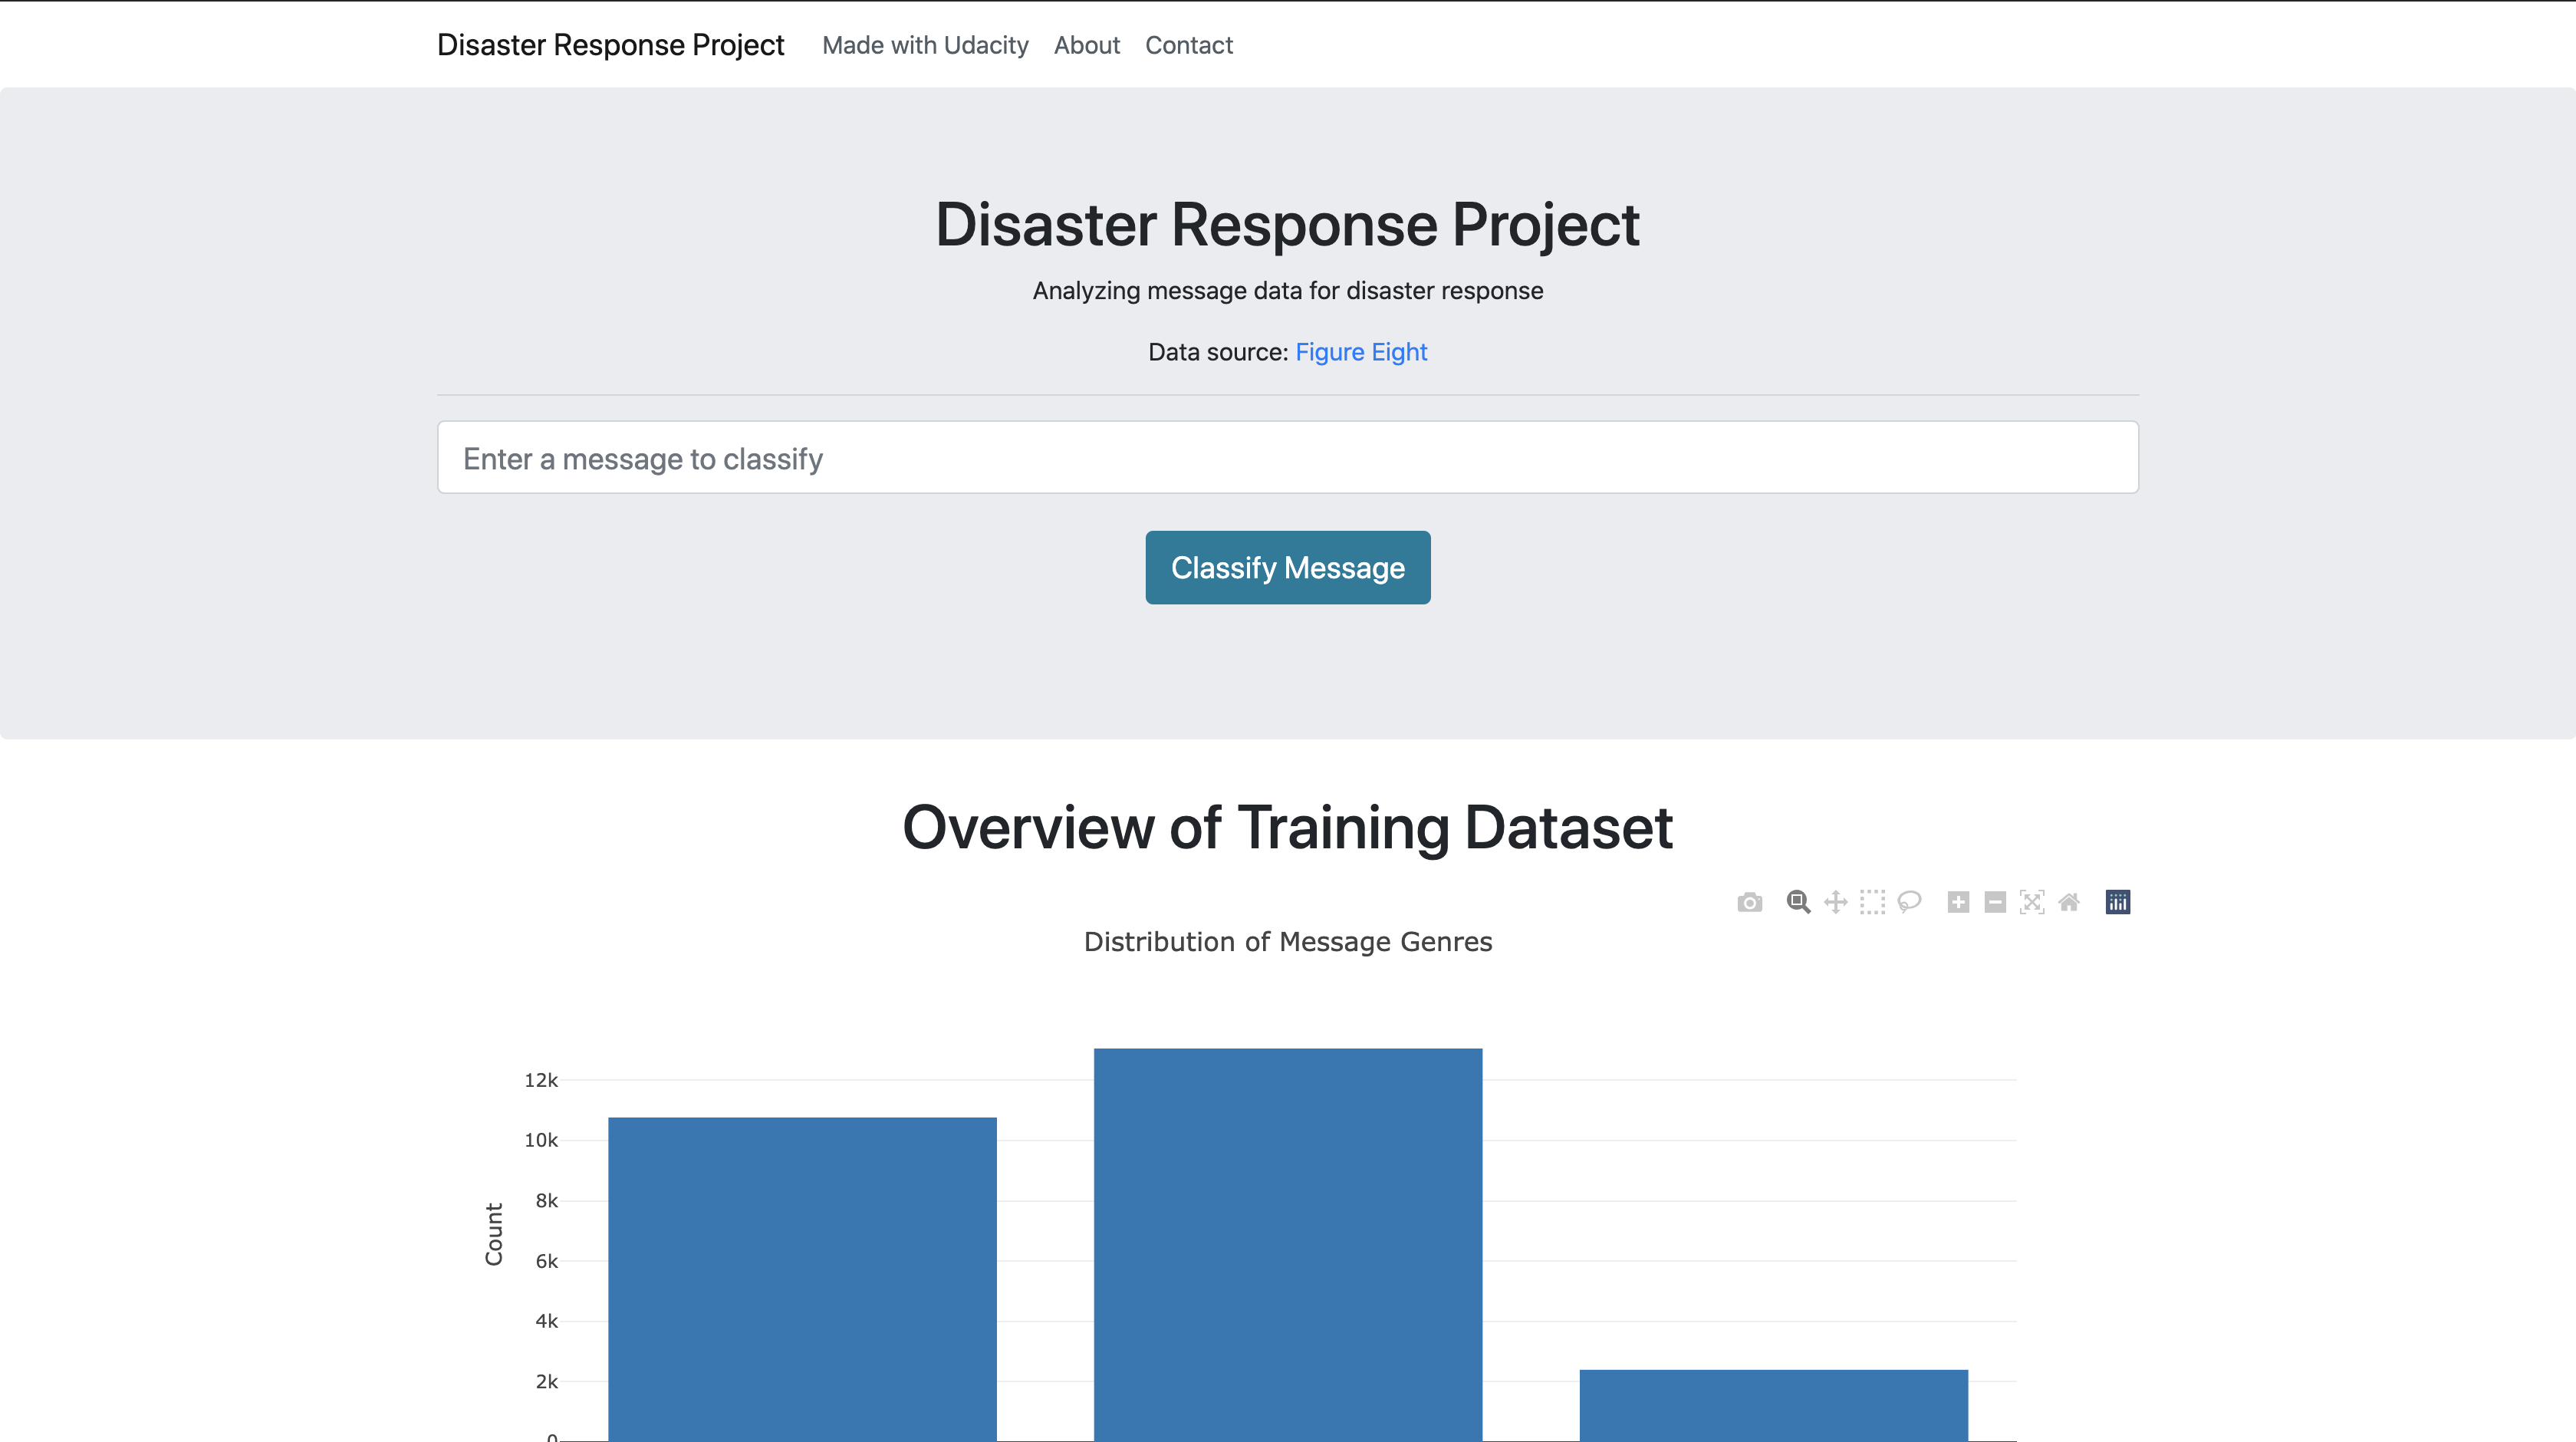 Disaster Response Project Made with Udacity About Contact
Disaster Response Project
Analyzing message data for disaster response
Data source: Figure Eight
Enter a message to classify
Classify Message
Overview of Training Dataset
Distribution of Message Genres
12k
10k
8k
Count
6k
4k
2k
0